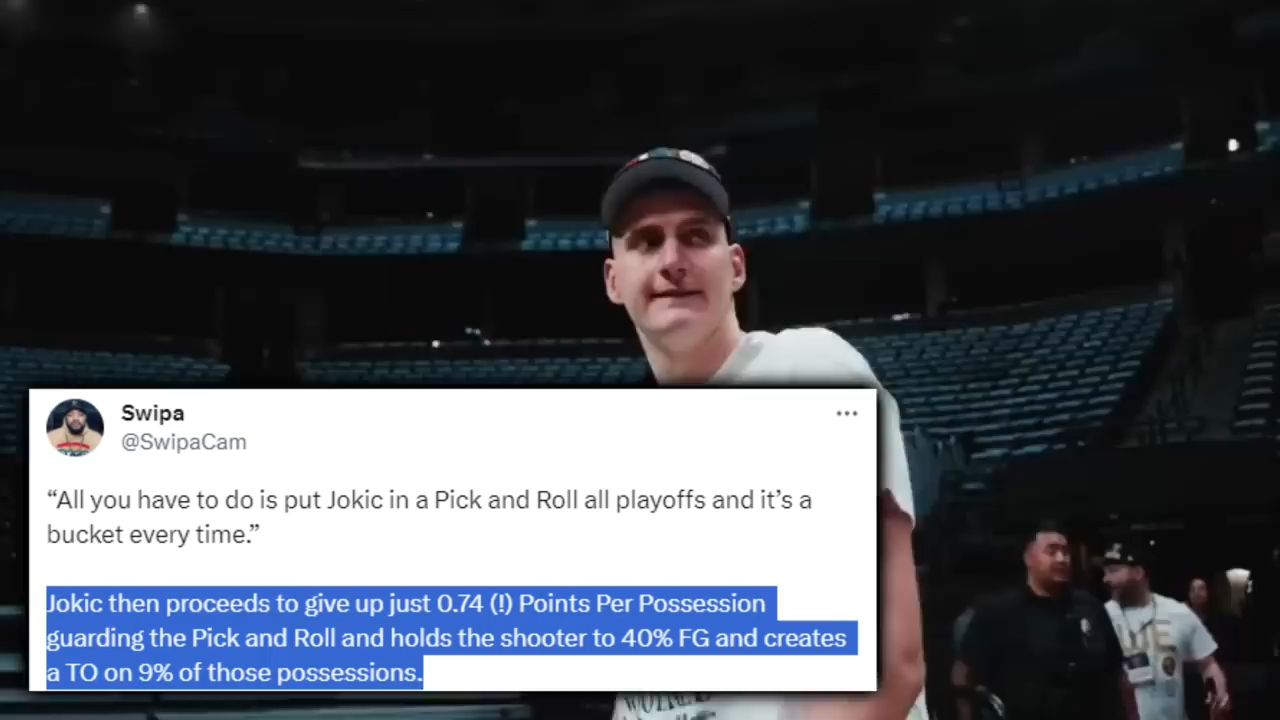 Swipa
@SwipaCam
“All you have to do is put Jokic in a Pick and Roll all playoffs and it’s a
bucket every time.”
Jokic then proceeds to give up just 0.74 (!) Points Per Possession
guarding the Pick and Roll and holds the shooter to 40% FG and creates
a TO on 9% of those possessions.